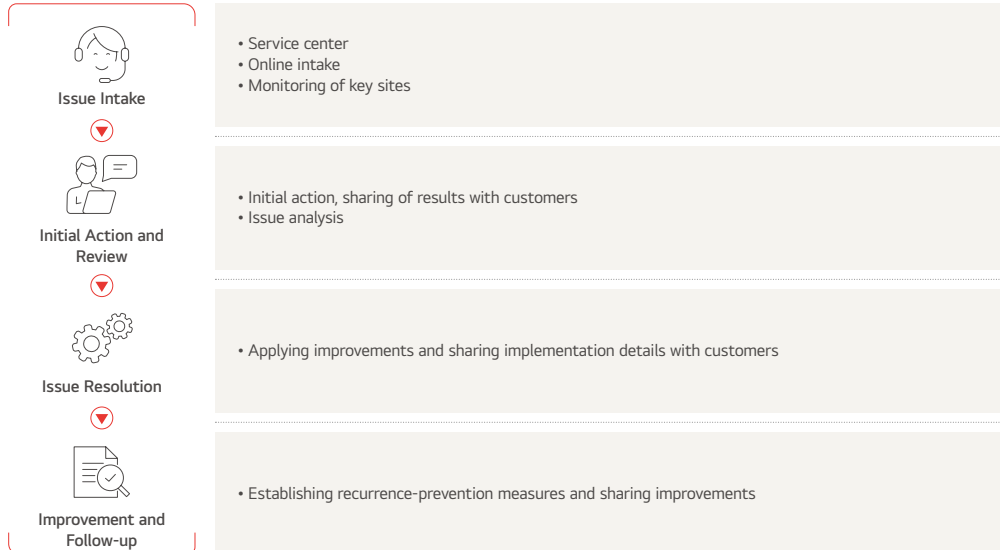 Issue Intake
• Service center
• Online intake
• Monitoring of key sites
Initial Action and
Review
• Initial action, sharing of results with customers
• Issue analysis
Issue Resolution
• Applying improvements and sharing implementation details with customers
Improvement and
Follow-up
• Establishing recurrence-prevention measures and sharing improvements